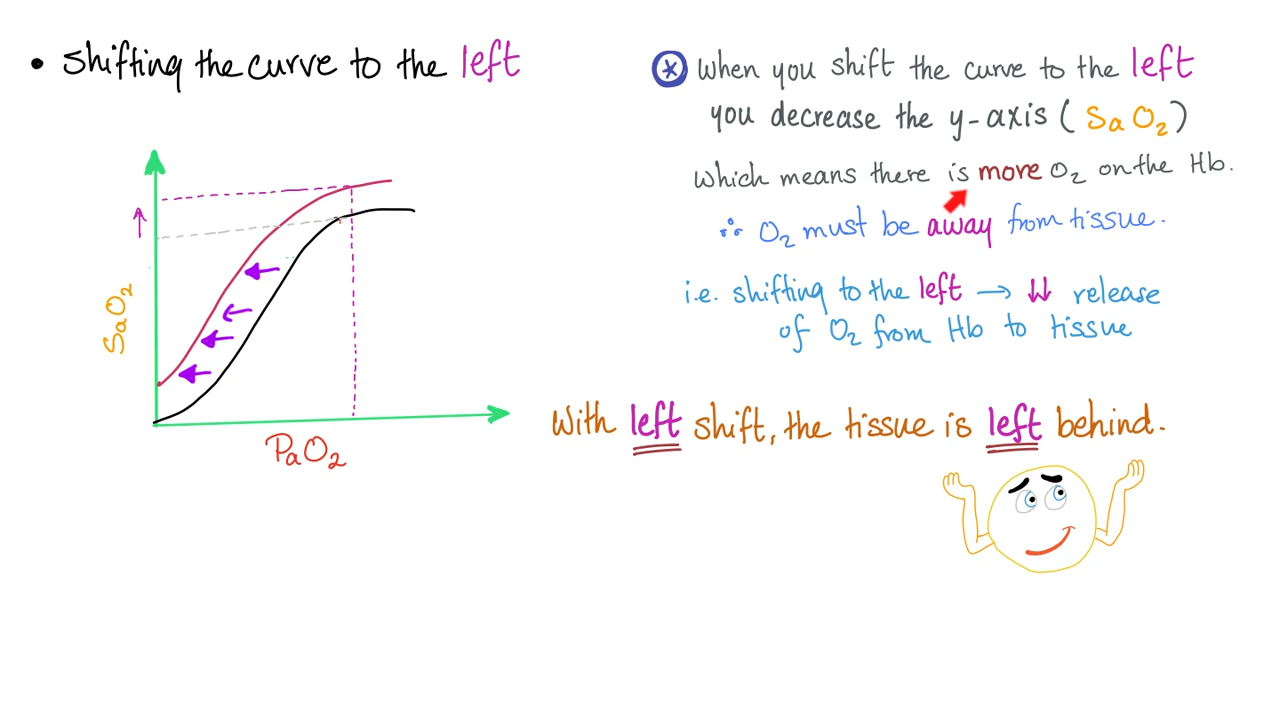 • Shifting the curve to the left
SaO₂
PaO₂
* When you shift the curve to the left
you decrease the y-axis (SaO₂)
Which means there is more O₂ on the Hb.
∴ O₂ must be away from tissue.
i.e. shifting to the left → ↓↓ release
of O₂ from Hb to tissue
With left shift, the tissue is left behind.